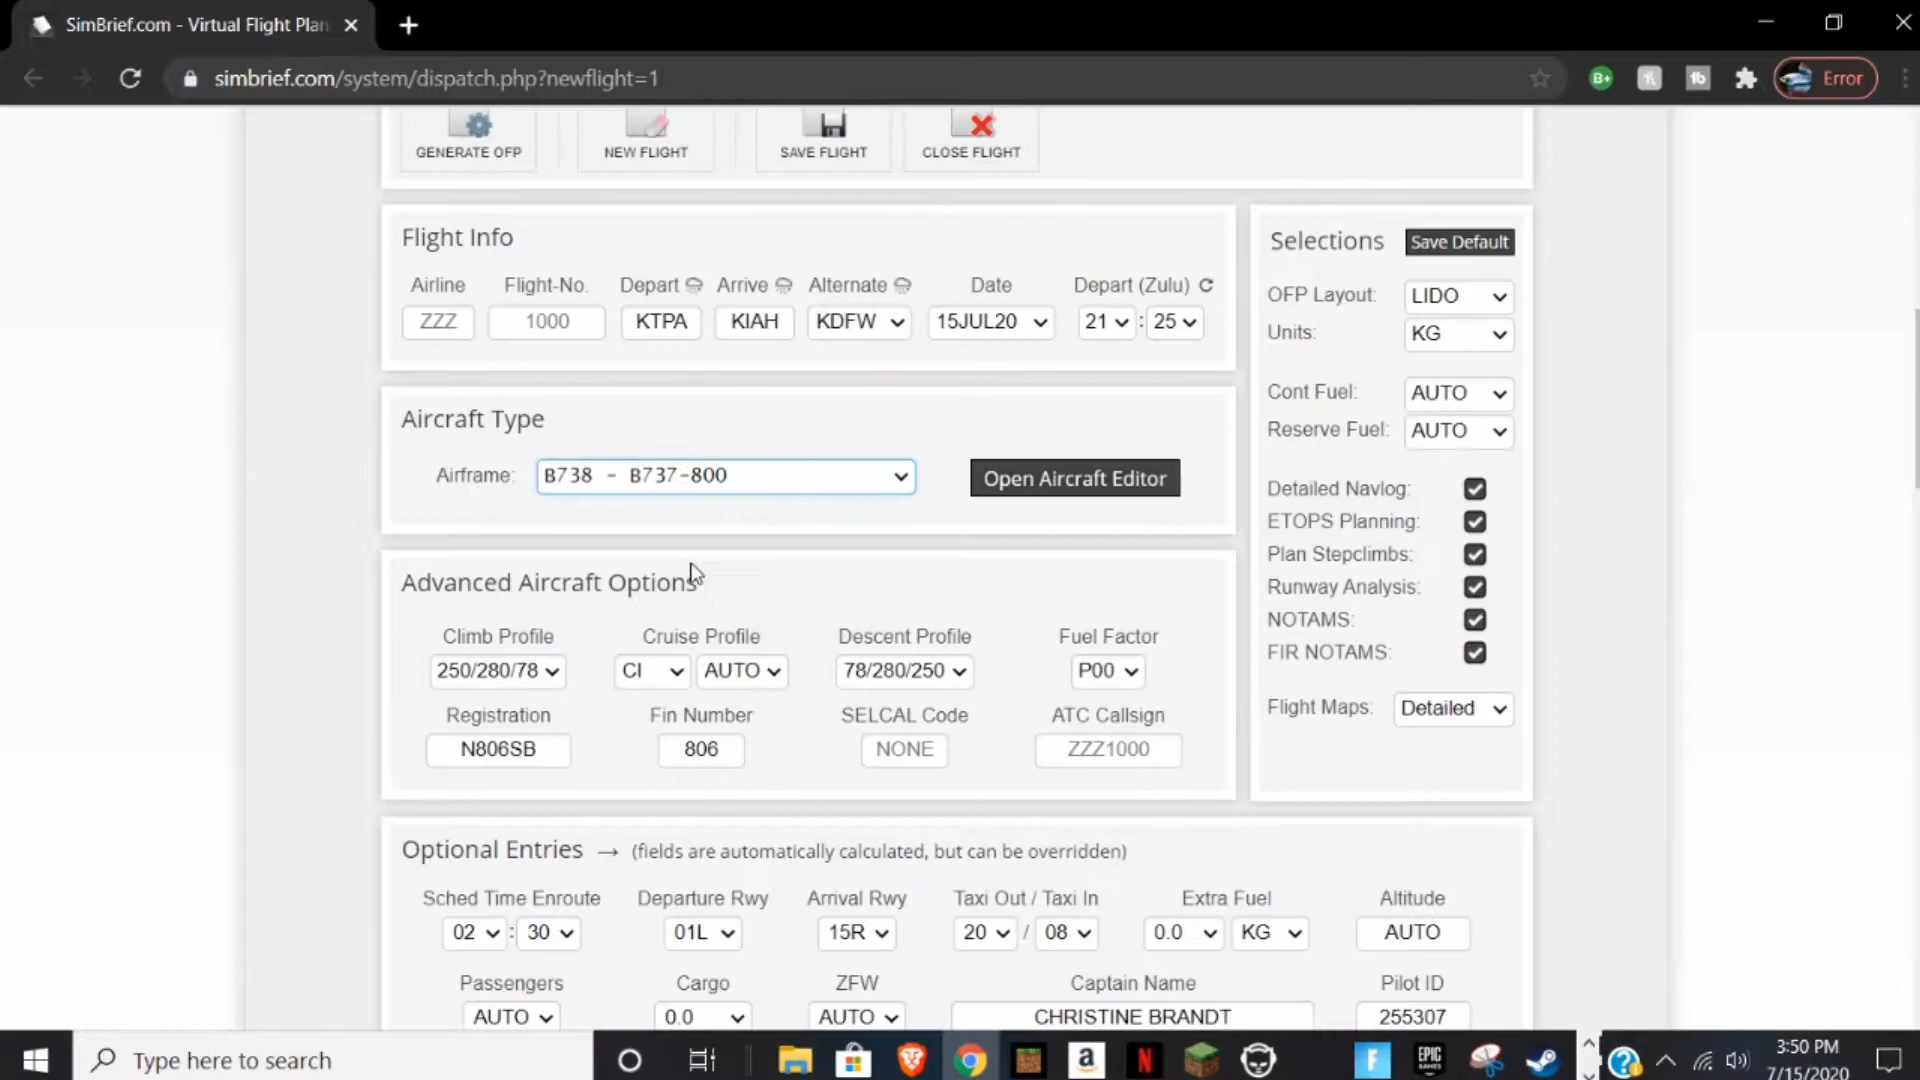 SimBrief.com - Virtual Flight Plan
simbrief.com/system/dispatch.php?newflight=1
Error
GENERATE OFP NEW FLIGHT SAVE FLIGHT CLOSE FLIGHT
Flight Info
Airline Flight-No. Depart Arrive Alternate Date Depart (Zulu)
ZZZ 1000 KTPA KIAH KDFW 15JUL20 21 : 25
Selections Save Default
OFP Layout: LIDO
Units: KG
Cont Fuel: AUTO
Reserve Fuel: AUTO
Detailed Navlog:
ETOPS Planning:
Plan Stepclimbs:
Runway Analysis:
NOTAMS:
FIR NOTAMS:
Flight Maps: Detailed
Aircraft Type
Airframe: B738 - B737-800 Open Aircraft Editor
Advanced Aircraft Options
Climb Profile Cruise Profile Descent Profile Fuel Factor
250/280/78 CI AUTO 78/280/250 P00
Registration Fin Number SELCAL Code ATC Callsign
N806SB 806 NONE ZZZ1000
Optional Entries → (fields are automatically calculated, but can be overridden)
Sched Time Enroute Departure Rwy Arrival Rwy Taxi Out / Taxi In Extra Fuel Altitude
02 : 30 01L 15R 20 / 08 0.0 KG AUTO
Passengers Cargo ZFW Captain Name Pilot ID
AUTO 0.0 AUTO CHRISTINE BRANDT 255307
Type here to search
EPIC GAMES
3:50 PM
7/15/2020